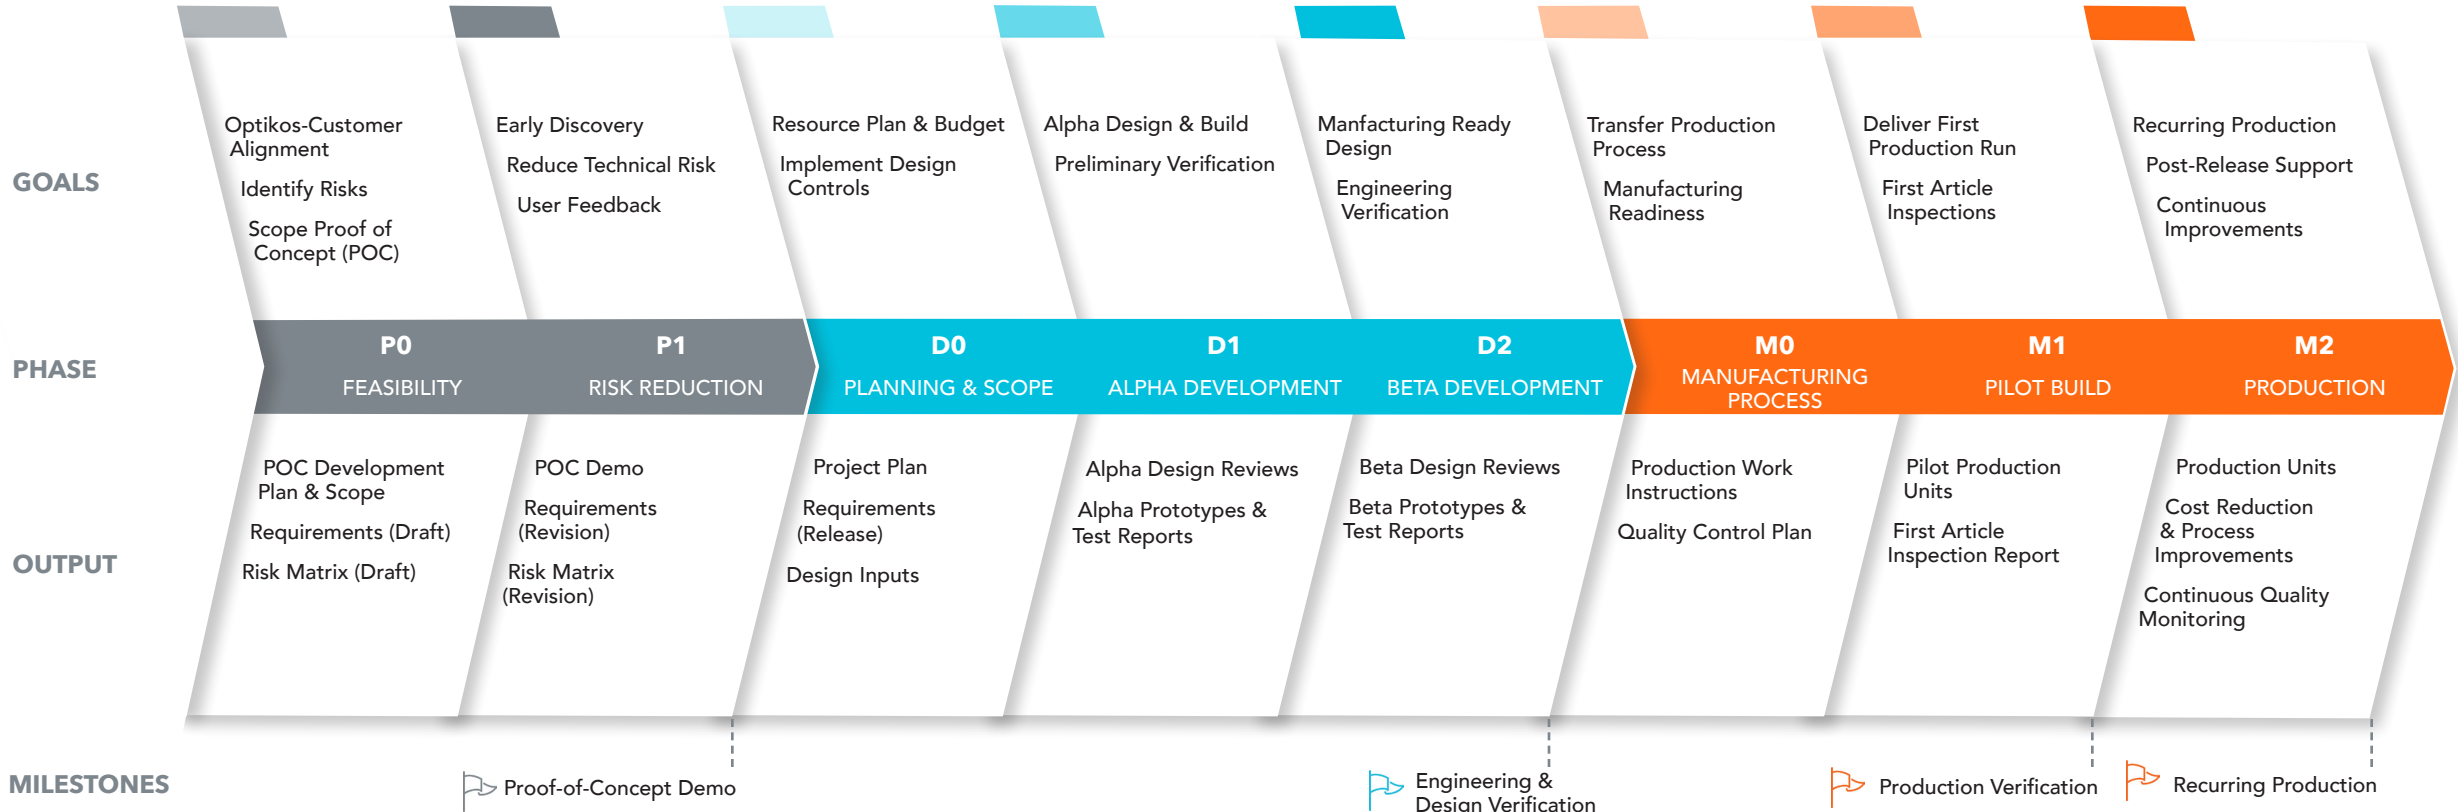 GOALS
Optikos-Customer
Alignment
Identify Risks
Scope Proof of
Concept (POC)
Early Discovery
Reduce Technical Risk
User Feedback
Resource Plan & Budget
Implement Design
Controls
Alpha Design & Build
Preliminary Verification
Manfacturing Ready
Design
Engineering
Verification
Transfer Production
Process
Manufacturing
Readiness
Deliver First
Production Run
First Article
Inspections
Recurring Production
Post-Release Support
Continuous
Improvements
PHASE
P0
FEASIBILITY
P1
RISK REDUCTION
D0
PLANNING & SCOPE
D1
ALPHA DEVELOPMENT
D2
BETA DEVELOPMENT
M0
MANUFACTURING
PROCESS
M1
PILOT BUILD
M2
PRODUCTION
OUTPUT
POC Development
Plan & Scope
Requirements (Draft)
Risk Matrix (Draft)
POC Demo
Requirements
(Revision)
Risk Matrix
(Revision)
Project Plan
Requirements
(Release)
Design Inputs
Alpha Design Reviews
Alpha Prototypes &
Test Reports
Beta Design Reviews
Beta Prototypes &
Test Reports
Production Work
Instructions
Quality Control Plan
Pilot Production
Units
First Article
Inspection Report
Production Units
Cost Reduction
& Process
Improvements
Continuous Quality
Monitoring
MILESTONES
Proof-of-Concept Demo
Engineering &
Design Verification
Production Verification
Recurring Production